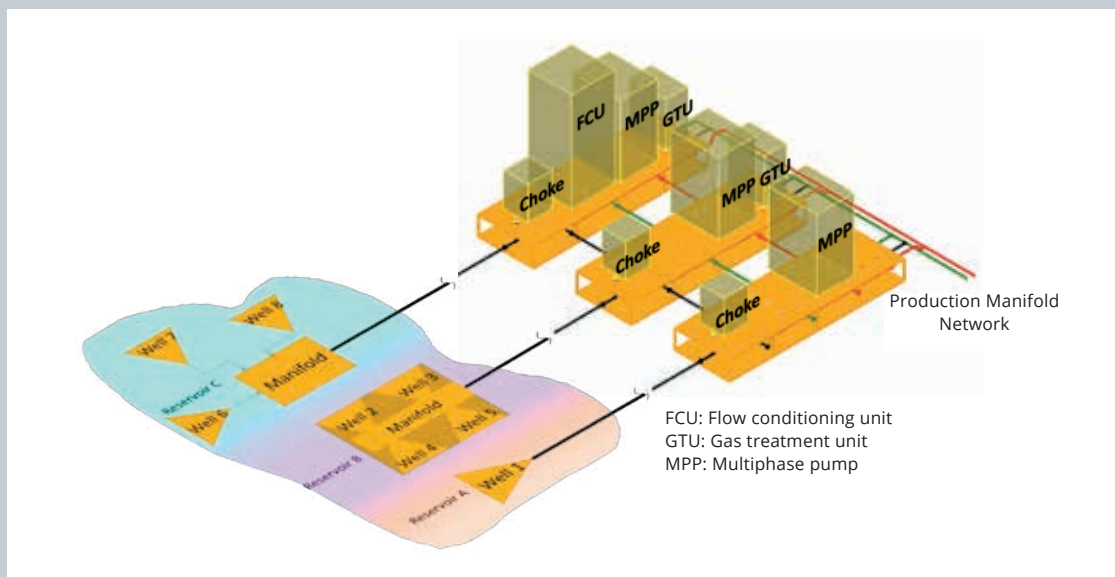 FCU
MPP
GTU
Choke
MPP
GTU
Choke
MPP
Choke
Production Manifold
Network
Well 8
Well 7
Manifold
Reservoir C
Well 6
Well 3
Well 2
Manifold
Well 5
Well 4
Reservoir B
Well 1
Reservoir A
FCU: Flow conditioning unit
GTU: Gas treatment unit
MPP: Multiphase pump